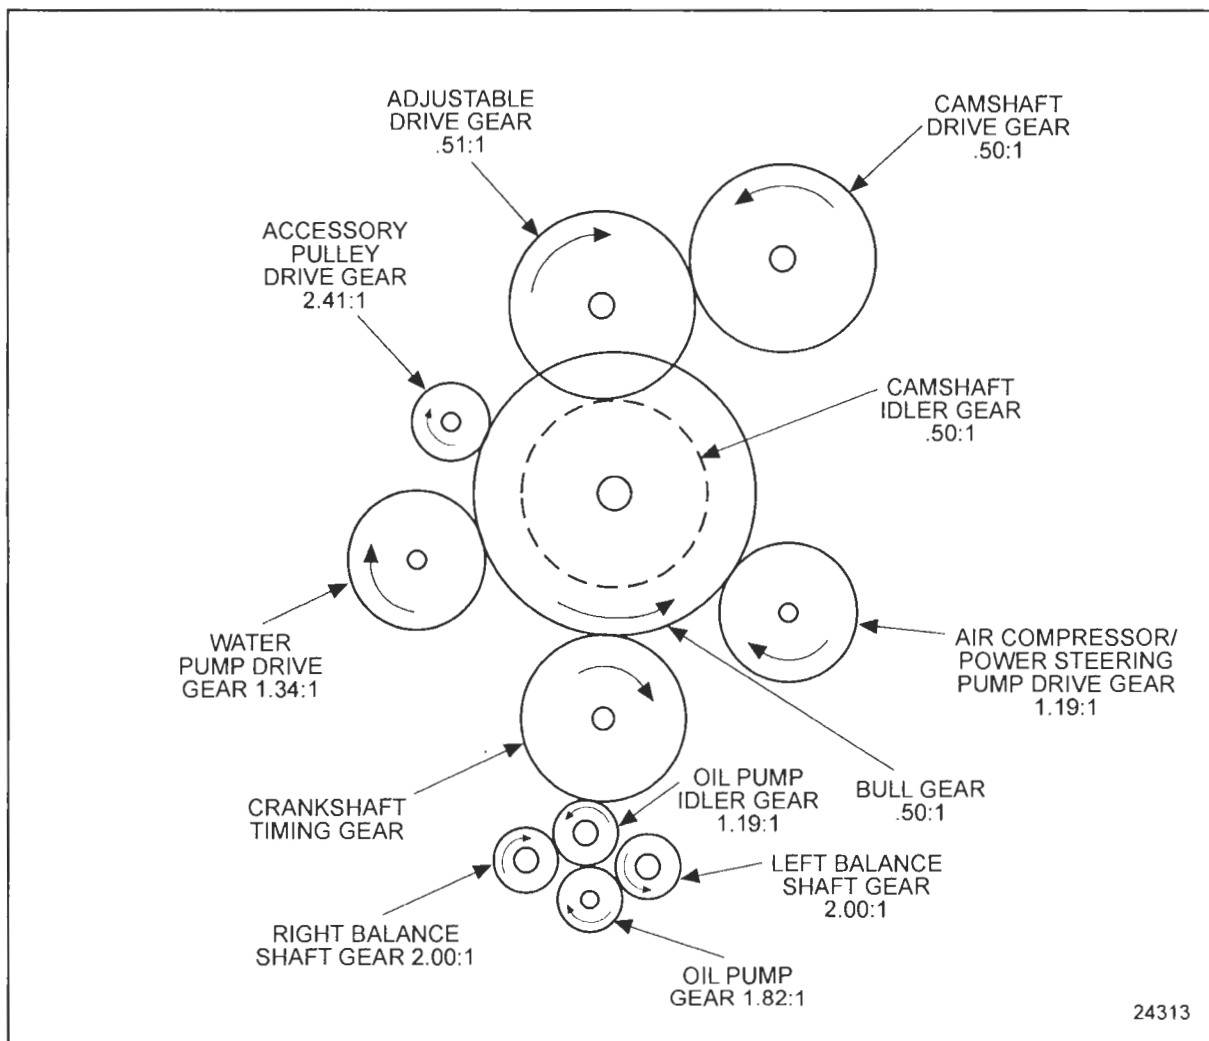 ADJUSTABLE
DRIVE GEAR
.51:1
CAMSHAFT
DRIVE GEAR
.50:1
ACCESSORY
PULLEY
DRIVE GEAR
2.41:1
CAMSHAFT
IDLER GEAR
.50:1
WATER
PUMP DRIVE
GEAR 1.34:1
AIR COMPRESSOR/
POWER STEERING
PUMP DRIVE GEAR
1.19:1
CRANKSHAFT
TIMING GEAR
OIL PUMP
IDLER GEAR
1.19:1
BULL GEAR
.50:1
LEFT BALANCE
SHAFT GEAR
2.00:1
RIGHT BALANCE
SHAFT GEAR 2.00:1
OIL PUMP
GEAR 1.82:1
24313